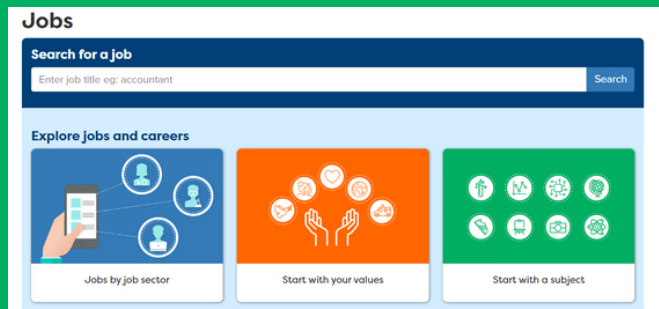 Jobs
Search for a job
Enter job title eg: accountant
Search
Explore jobs and careers
Jobs by job sector
Start with your values
Start with a subject